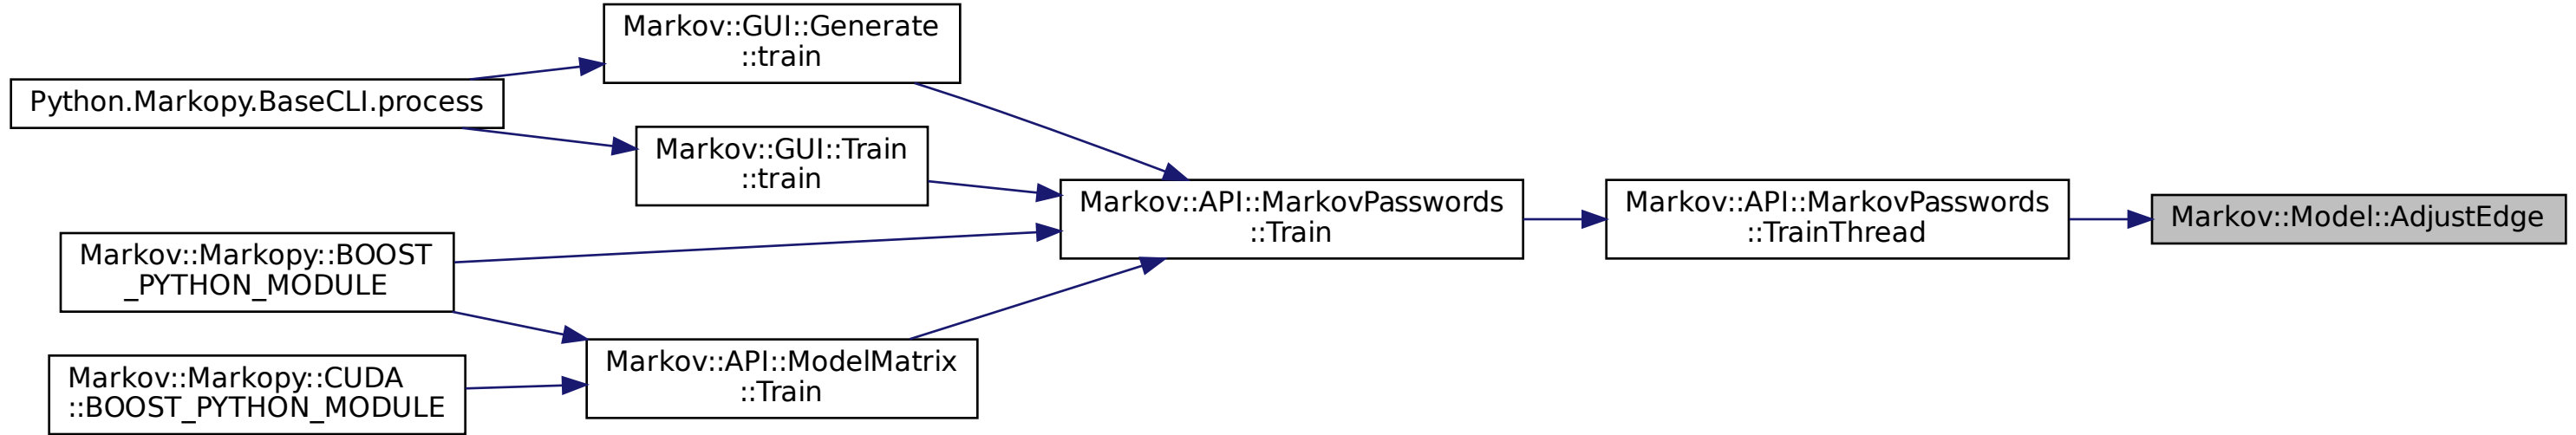 Markov::GUI::Generate
::train
Python.Markopy.BaseCLI.process
Markov::GUI::Train
::train
Markov::API::MarkovPasswords
::Train
Markov::API::MarkovPasswords
::TrainThread
Markov::Model::AdjustEdge
Markov::Markopy::BOOST
_PYTHON_MODULE
Markov::API::ModelMatrix
::Train
Markov::Markopy::CUDA
::BOOST_PYTHON_MODULE